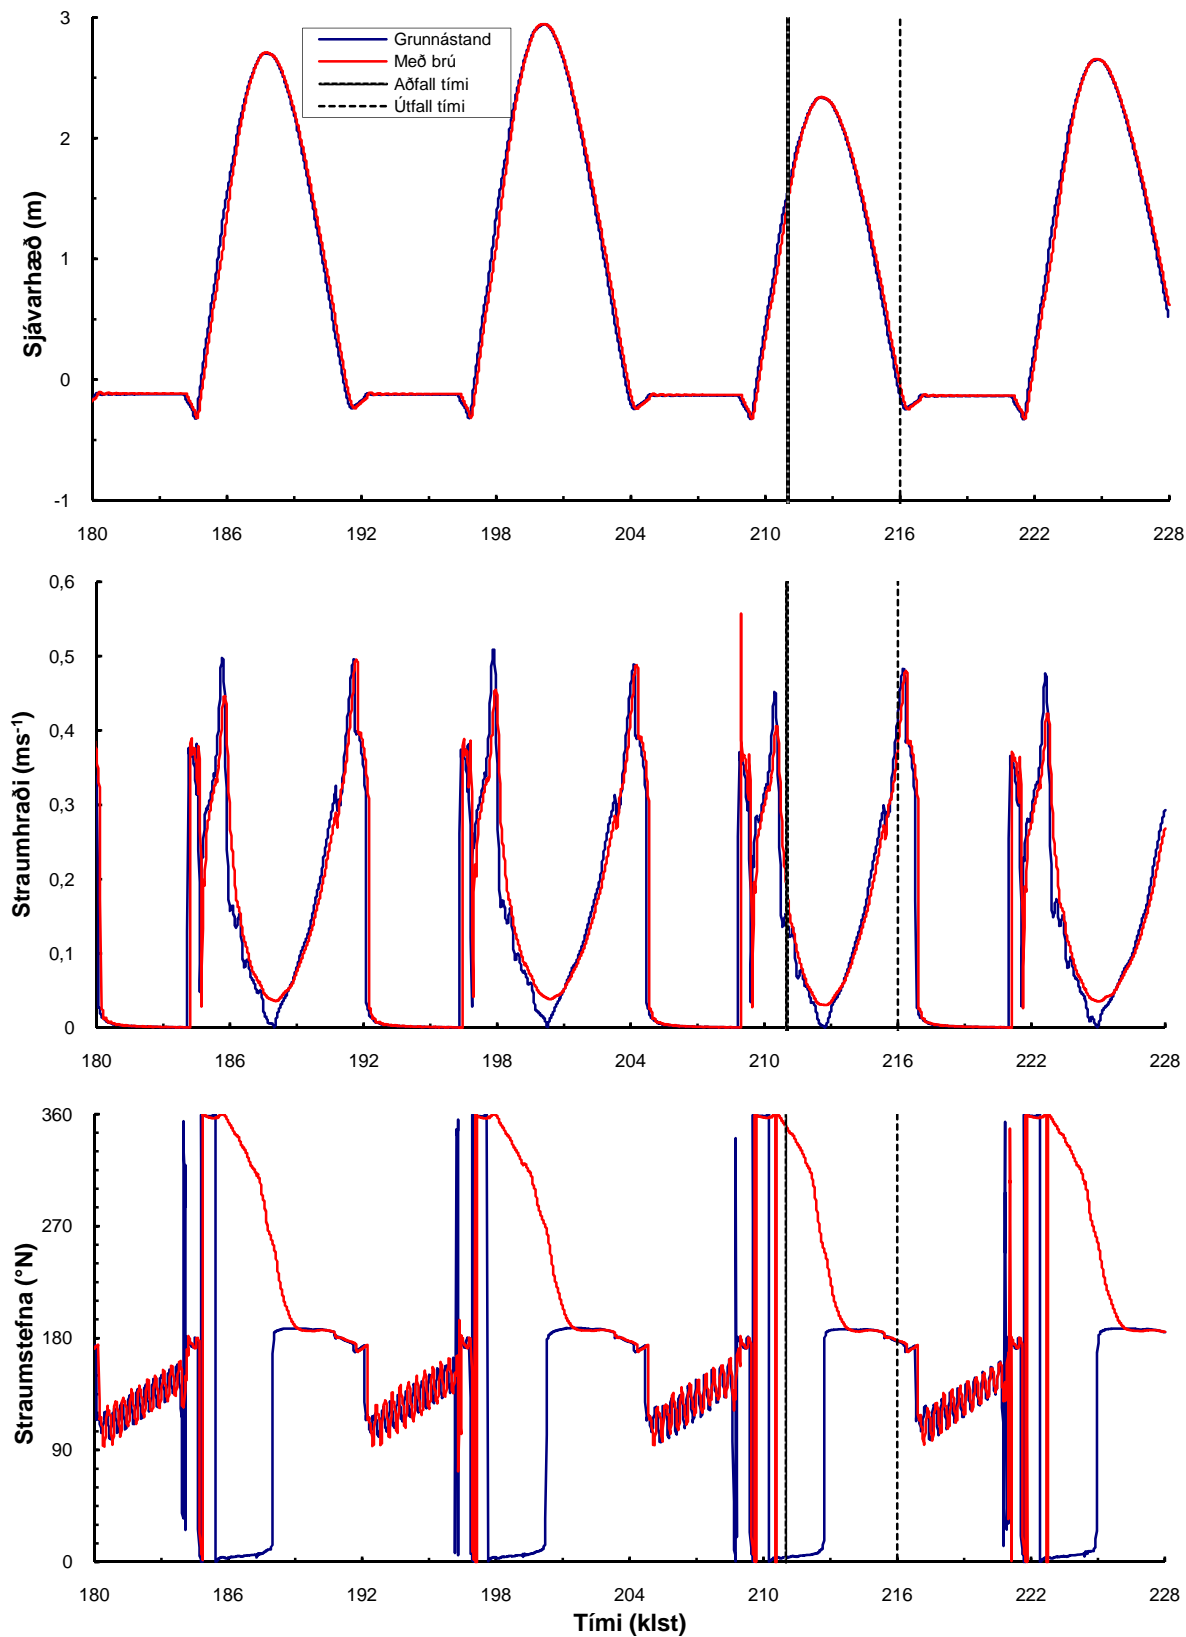 3
2
1
0
-1
Sjávarhæð (m)
Grunnástand
Með brú
Aðfall tími
Útfall tími
180 186 192 198 204 210 216 222 228
0,6
0,5
0,4
0,3
0,2
0,1
0
Straumhraði (ms⁻¹)
180 186 192 198 204 210 216 222 228
360
270
180
90
0
Straumstefna (°N)
180 186 192 198 204 210 216 222 228
Tími (klst)